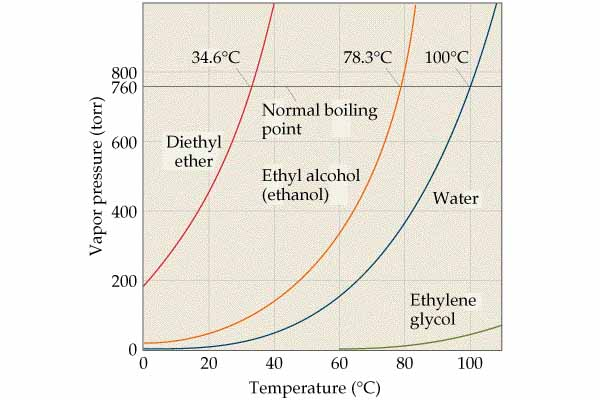 34.6°C
78.3°C
100°C
800
760
600
400
200
0
Vapor pressure (torr)
Normal boiling
point
Diethyl
ether
Ethyl alcohol
(ethanol)
Water
Ethylene
glycol
0
20
40
60
80
100
Temperature (°C)